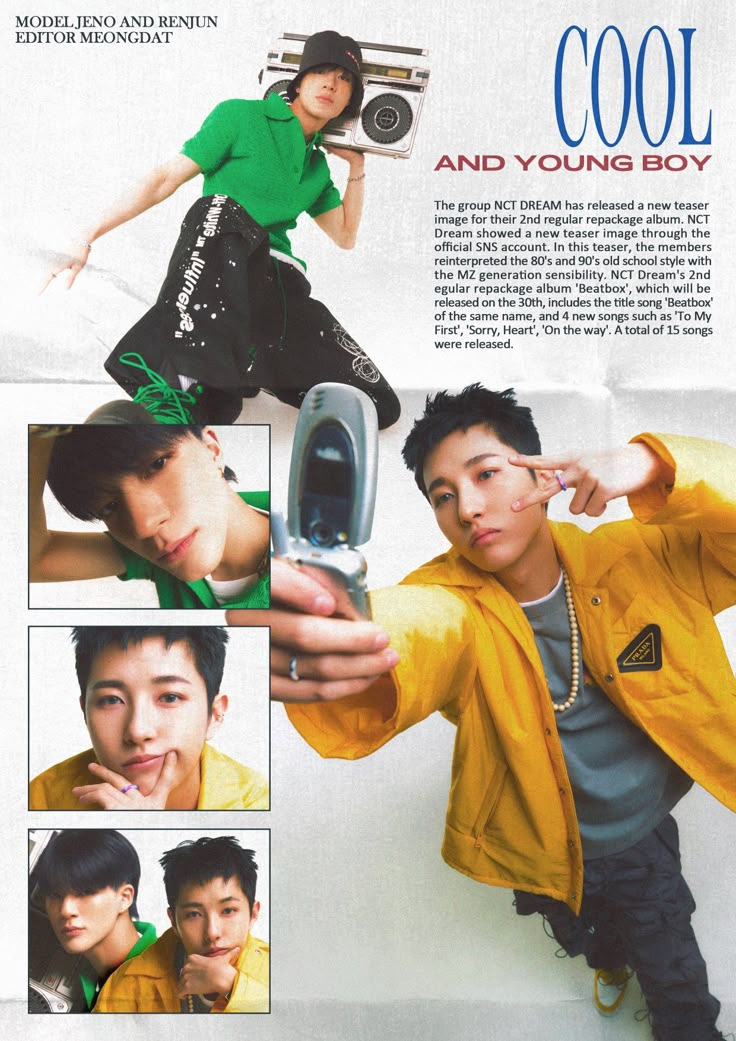 MODEL JENO AND RENJUN
EDITOR MEONGDAT
COOL
AND YOUNG BOY
The group NCT DREAM has released a new teaser
image for their 2nd regular repackage album. NCT
Dream showed a new teaser image through the
official SNS account. In this teaser, the members
reinterpreted the 80's and 90's old school style with
the MZ generation sensibility. NCT Dream's 2nd
egular repackage album 'Beatbox', which will be
released on the 30th, includes the title song 'Beatbox'
of the same name, and 4 new songs such as 'To My
First', 'Sorry, Heart', 'On the way'. A total of 15 songs
were released.
Off-White™
PRADA